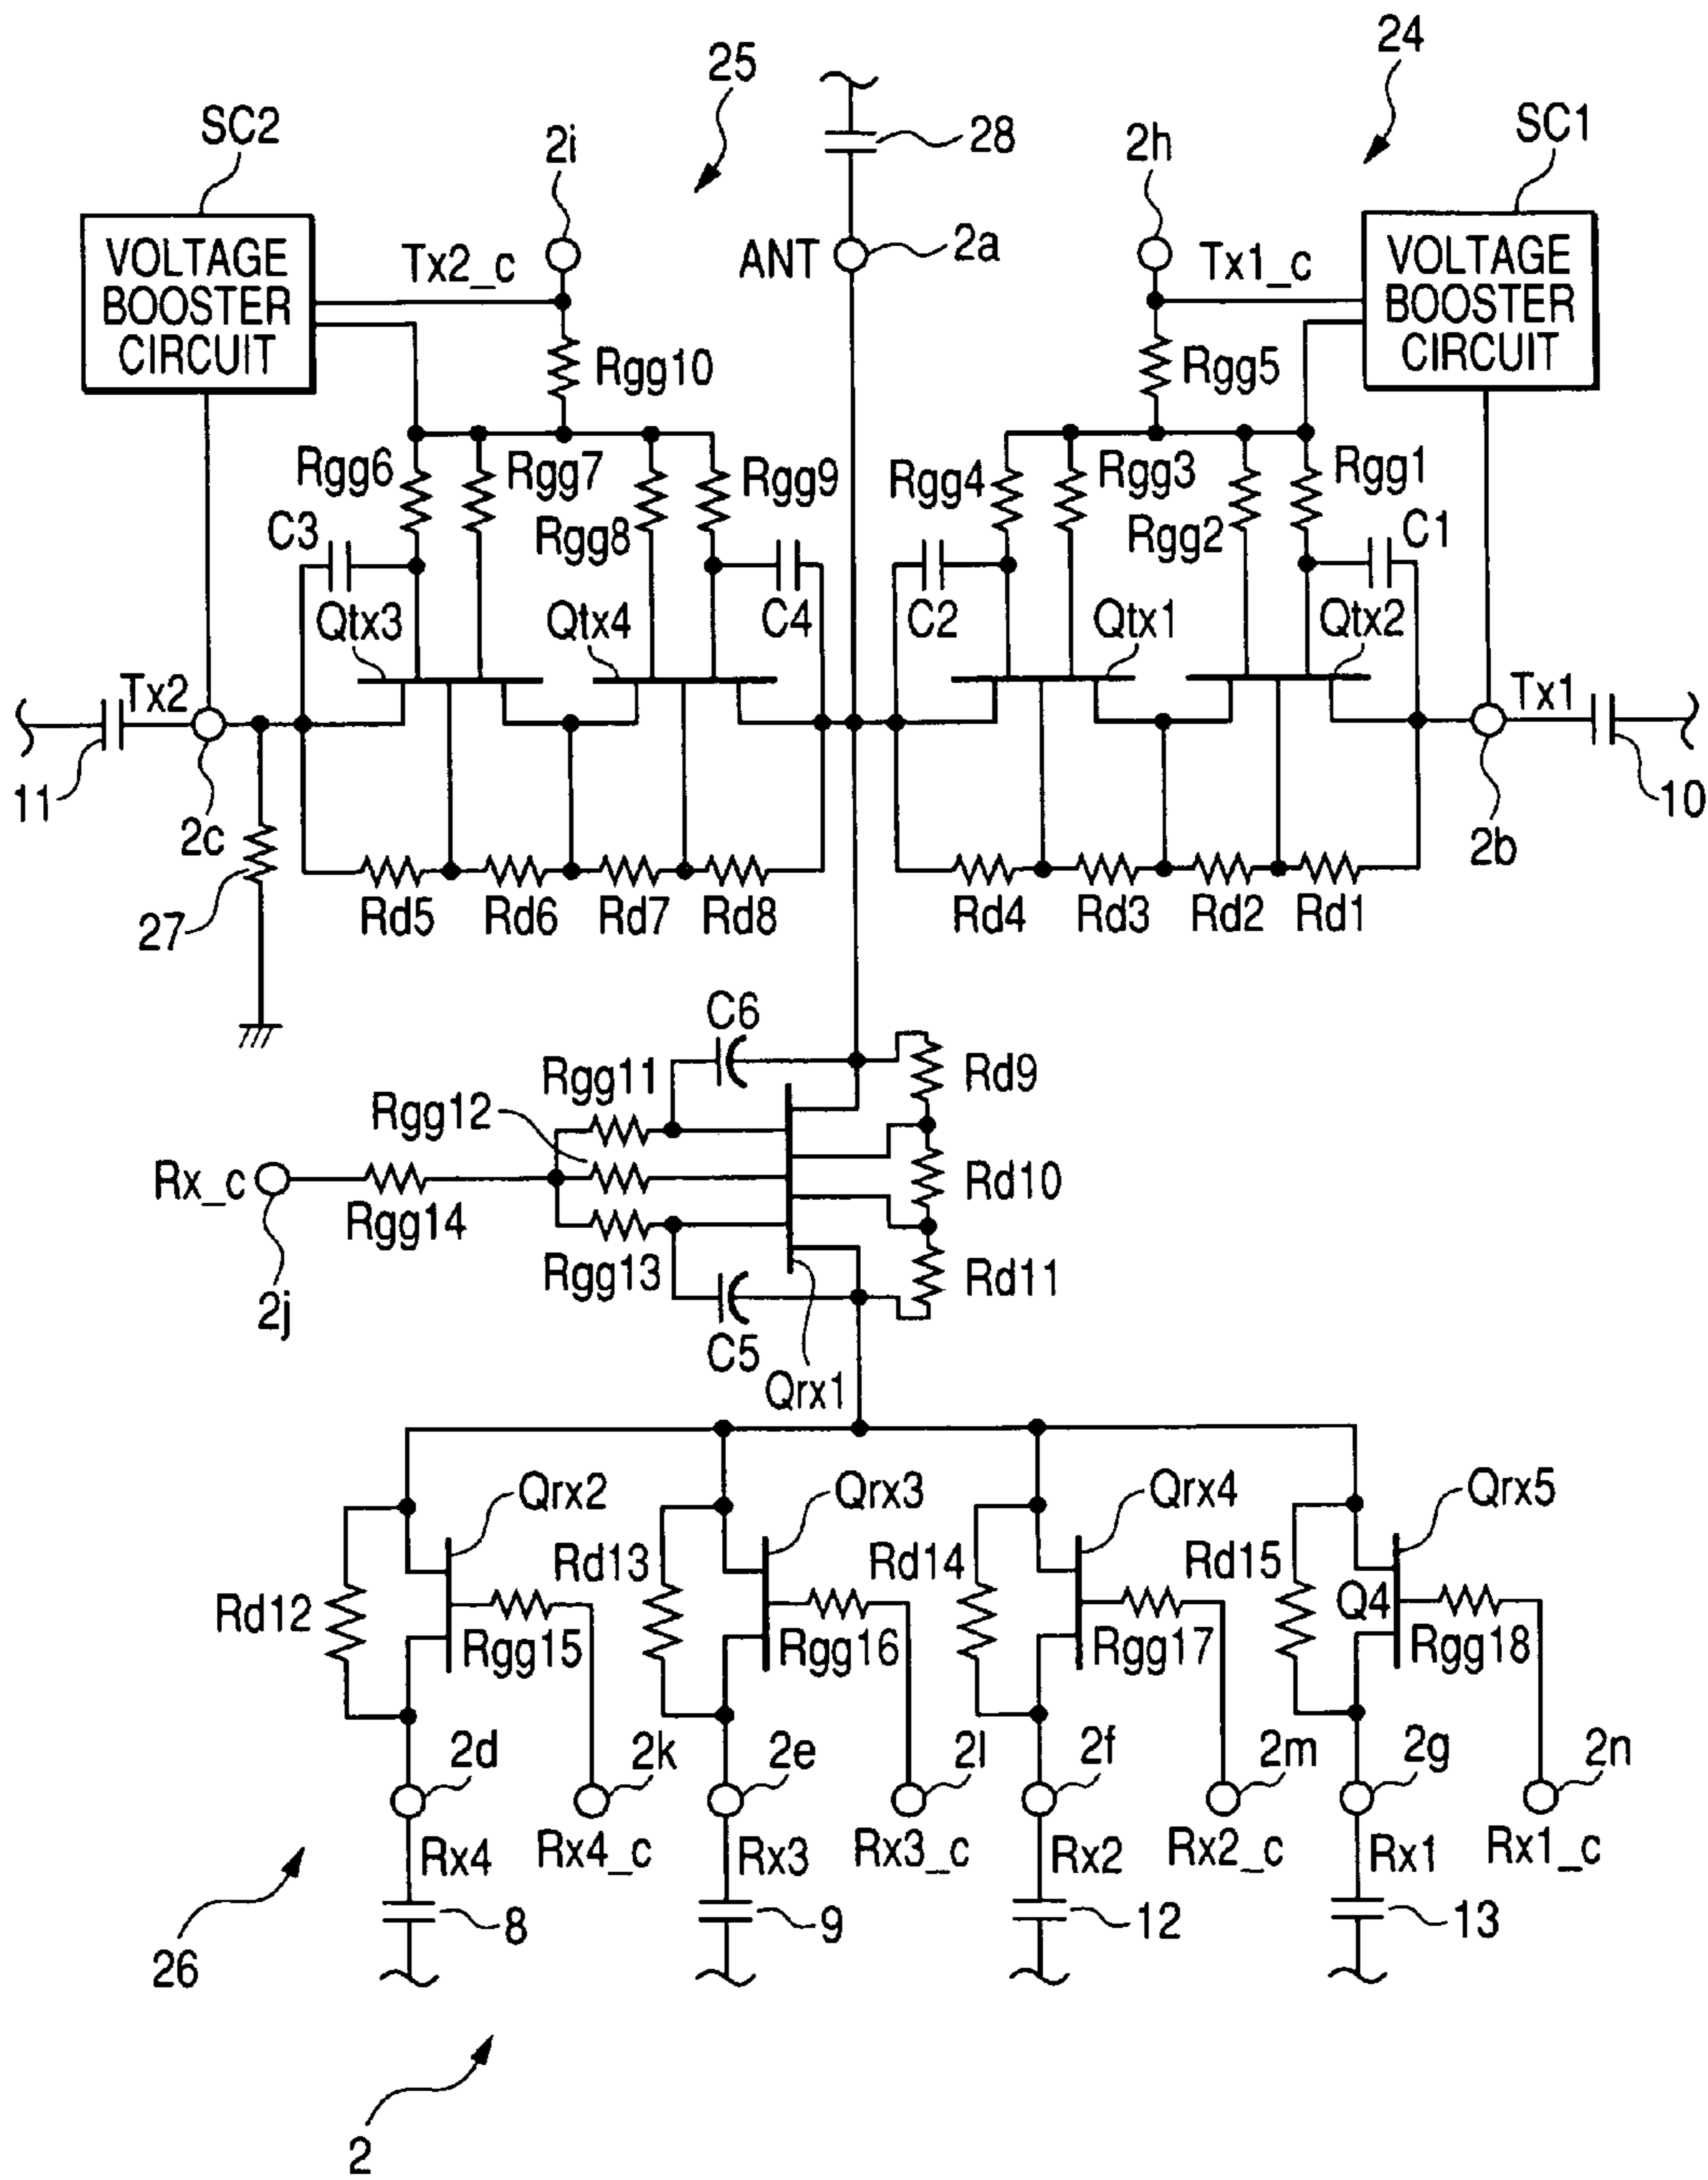 24
25
SC2
2i
28
2h
SC1
VOLTAGE
BOOSTER
CIRCUIT
Tx2_c
ANT
2a
Tx1_c
VOLTAGE
BOOSTER
CIRCUIT
Rgg10
Rgg5
Rgg6
Rgg7
Rgg8
Rgg9
Rgg4
Rgg3
Rgg2
Rgg1
C3
C4
C2
C1
Qtx3
Qtx4
Qtx1
Qtx2
Tx2
Tx1
11
2c
2b
10
27
Rd5
Rd6
Rd7
Rd8
Rd4
Rd3
Rd2
Rd1
C6
Rgg11
Rd9
Rgg12
Rx_c
Rgg14
Rd10
Rgg13
Rd11
2j
C5
Qrx1
Qrx2
Qrx3
Qrx4
Qrx5
Rd12
Rd13
Rd14
Rd15
Q4
Rgg15
Rgg16
Rgg17
Rgg18
2d
2k
2e
2l
2f
2m
2g
2n
Rx4
Rx4_c
Rx3
Rx3_c
Rx2
Rx2_c
Rx1
Rx1_c
8
9
12
13
26
2